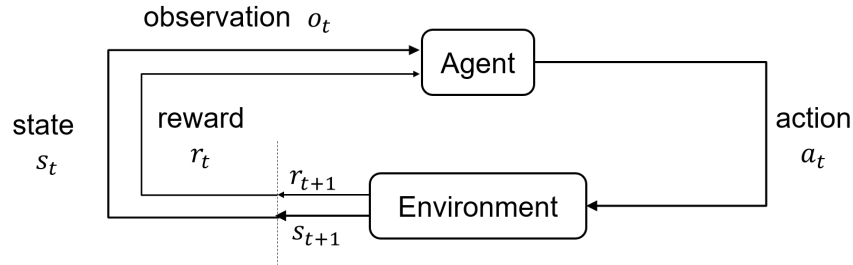 observation o_t
Agent
state
s_t
reward
r_t
action
a_t
r_{t+1}
Environment
s_{t+1}